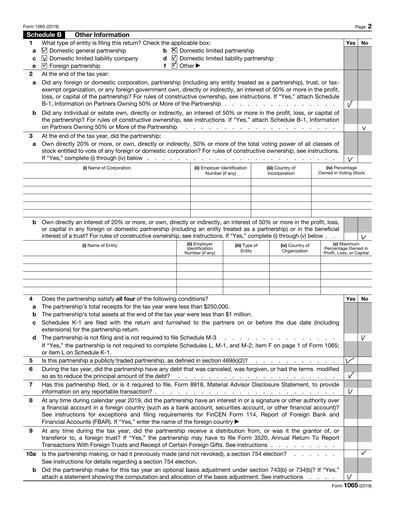 Form 1065 (2019) Page 2
Schedule B Other Information
1 What type of entity is filing this return? Check the applicable box: Yes No
a Domestic general partnership b Domestic limited partnership
c Domestic limited liability company d Domestic limited liability partnership
e Foreign partnership f Other ▶
2 At the end of the tax year:
a Did any foreign or domestic corporation, partnership (including any entity treated as a partnership), trust, or tax-
exempt organization, or any foreign government own, directly or indirectly, an interest of 50% or more in the profit,
loss, or capital of the partnership? For rules of constructive ownership, see instructions. If "Yes," attach Schedule
B-1, Information on Partners Owning 50% or More of the Partnership
b Did any individual or estate own, directly or indirectly, an interest of 50% or more in the profit, loss, or capital of
the partnership? For rules of constructive ownership, see instructions. If "Yes," attach Schedule B-1, Information
on Partners Owning 50% or More of the Partnership
3 At the end of the tax year, did the partnership:
a Own directly 20% or more, or own, directly or indirectly, 50% or more of the total voting power of all classes of
stock entitled to vote of any foreign or domestic corporation? For rules of constructive ownership, see instructions.
If "Yes," complete (i) through (iv) below
(i) Name of Corporation (ii) Employer Identification Number (if any) (iii) Country of Incorporation (iv) Percentage Owned in Voting Stock
b Own directly an interest of 20% or more, or own, directly or indirectly, an interest of 50% or more in the profit, loss,
or capital in any foreign or domestic partnership (including an entity treated as a partnership) or in the beneficial
interest of a trust? For rules of constructive ownership, see instructions. If "Yes," complete (i) through (v) below
(i) Name of Entity (ii) Employer Identification Number (if any) (iii) Type of Entity (iv) Country of Organization (v) Maximum Percentage Owned in Profit, Loss, or Capital
4 Does the partnership satisfy all four of the following conditions? Yes No
a The partnership's total receipts for the tax year were less than $250,000.
b The partnership's total assets at the end of the tax year were less than $1 million.
c Schedules K-1 are filed with the return and furnished to the partners on or before the due date (including
extensions) for the partnership return.
d The partnership is not filing and is not required to file Schedule M-3
If "Yes," the partnership is not required to complete Schedules L, M-1, and M-2; item F on page 1 of Form 1065;
or item L on Schedule K-1.
5 Is this partnership a publicly traded partnership, as defined in section 469(k)(2)?
6 During the tax year, did the partnership have any debt that was canceled, was forgiven, or had the terms modified
so as to reduce the principal amount of the debt?
7 Has this partnership filed, or is it required to file, Form 8918, Material Advisor Disclosure Statement, to provide
information on any reportable transaction?
8 At any time during calendar year 2019, did the partnership have an interest in or a signature or other authority over
a financial account in a foreign country (such as a bank account, securities account, or other financial account)?
See instructions for exceptions and filing requirements for FinCEN Form 114, Report of Foreign Bank and
Financial Accounts (FBAR). If "Yes," enter the name of the foreign country ▶
9 At any time during the tax year, did the partnership receive a distribution from, or was it the grantor of, or
transferor to, a foreign trust? If "Yes," the partnership may have to file Form 3520, Annual Return To Report
Transactions With Foreign Trusts and Receipt of Certain Foreign Gifts. See instructions
10a Is the partnership making, or had it previously made (and not revoked), a section 754 election?
See instructions for details regarding a section 754 election.
b Did the partnership make for this tax year an optional basis adjustment under section 743(b) or 734(b)? If "Yes,"
attach a statement showing the computation and allocation of the basis adjustment. See instructions
Form 1065 (2019)